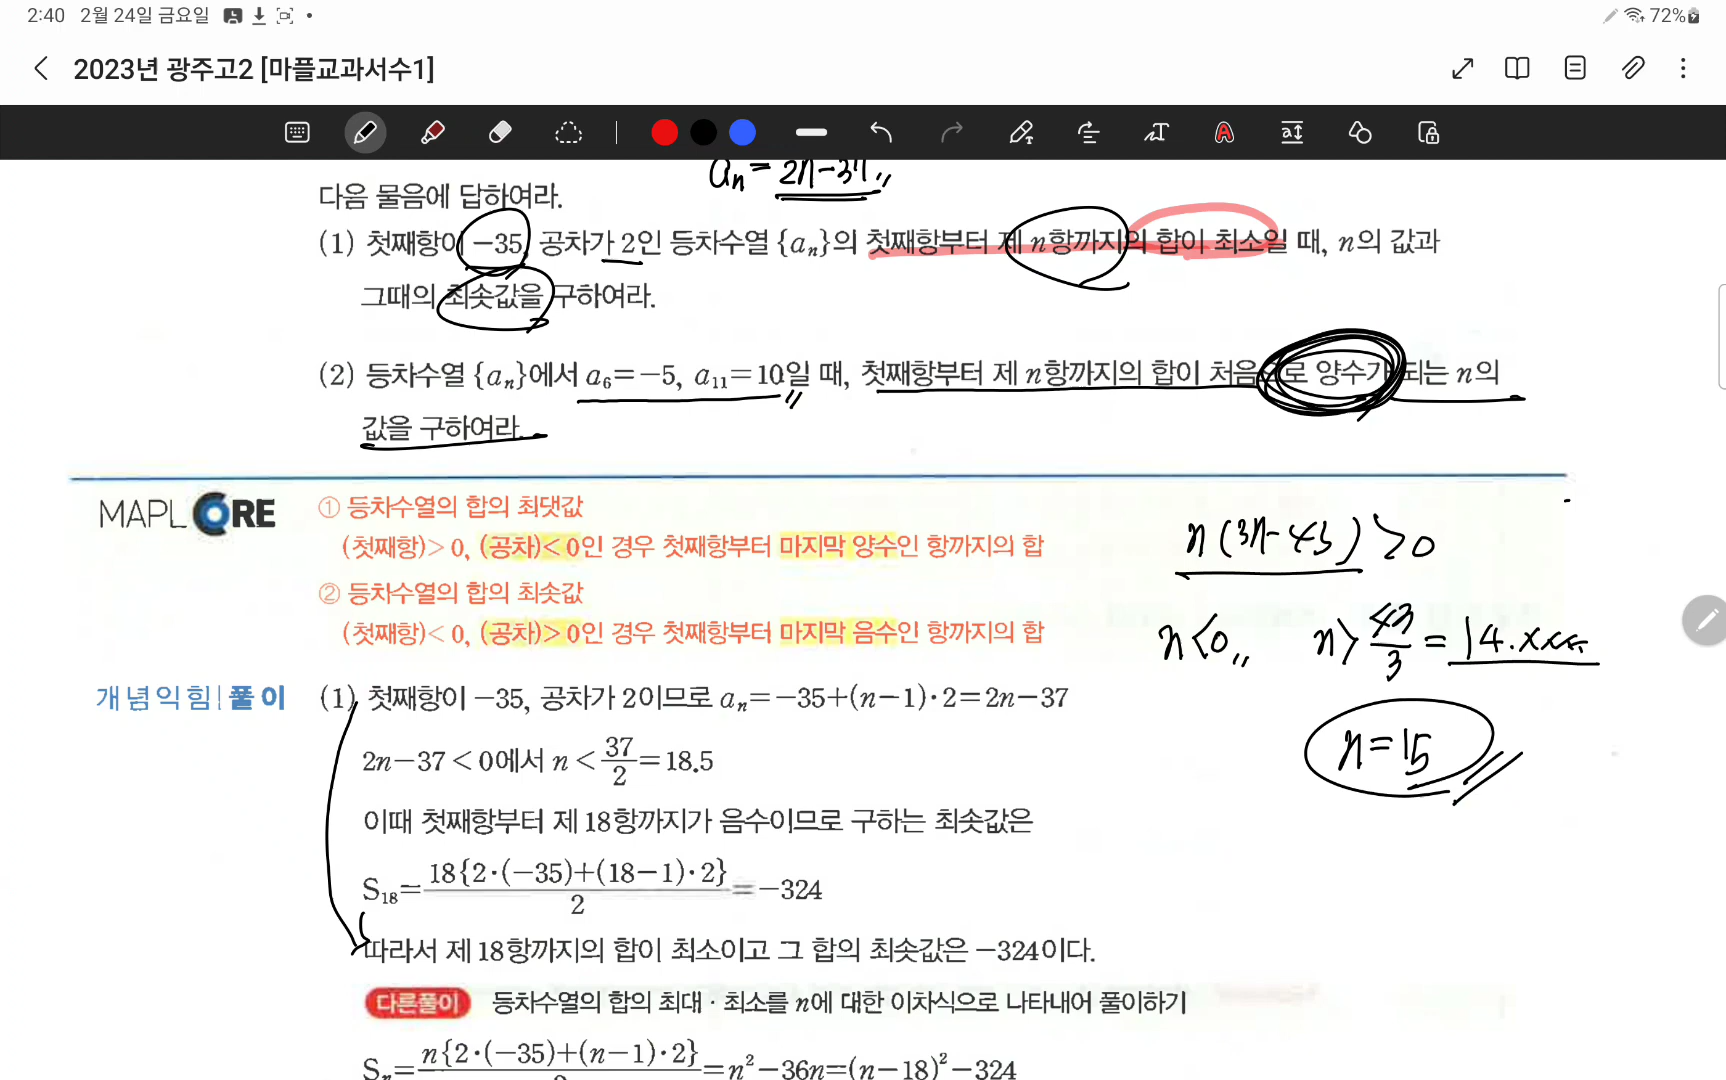 2:40 2월 24일 금요일 72%
2023년 광주고2 [마플교과서수1]
aₙ = 2n-37
다음 물음에 답하여라.
(1) 첫째항이 -35, 공차가 2인 등차수열 {aₙ}의 첫째항부터 제 n항까지의 합이 최소일 때, n의 값과
그때의 최솟값을 구하여라.
(2) 등차수열 {aₙ}에서 a₆=-5, a₁₁=10일 때, 첫째항부터 제 n항까지의 합이 처음으로 양수가 되는 n의
값을 구하여라.
MAPL CORE
① 등차수열의 합의 최댓값
(첫째항)>0, (공차)<0인 경우 첫째항부터 마지막 양수인 항까지의 합
② 등차수열의 합의 최솟값
(첫째항)<0, (공차)>0인 경우 첫째항부터 마지막 음수인 항까지의 합
n(3n-43)>0
n<0,, n>43/3=14.xxx
n=15
개념익힘|풀이 (1) 첫째항이 -35, 공차가 2이므로 aₙ=-35+(n-1)·2=2n-37
2n-37<0에서 n<37/2=18.5
이때 첫째항부터 제 18항까지가 음수이므로 구하는 최솟값은
S₁₈=18{2·(-35)+(18-1)·2}/2=-324
따라서 제 18항까지의 합이 최소이고 그 합의 최솟값은 -324이다.
다른풀이 등차수열의 합의 최대·최소를 n에 대한 이차식으로 나타내어 풀이하기
Sₙ=n{2·(-35)+(n-1)·2}/2=n²-36n=(n-18)²-324